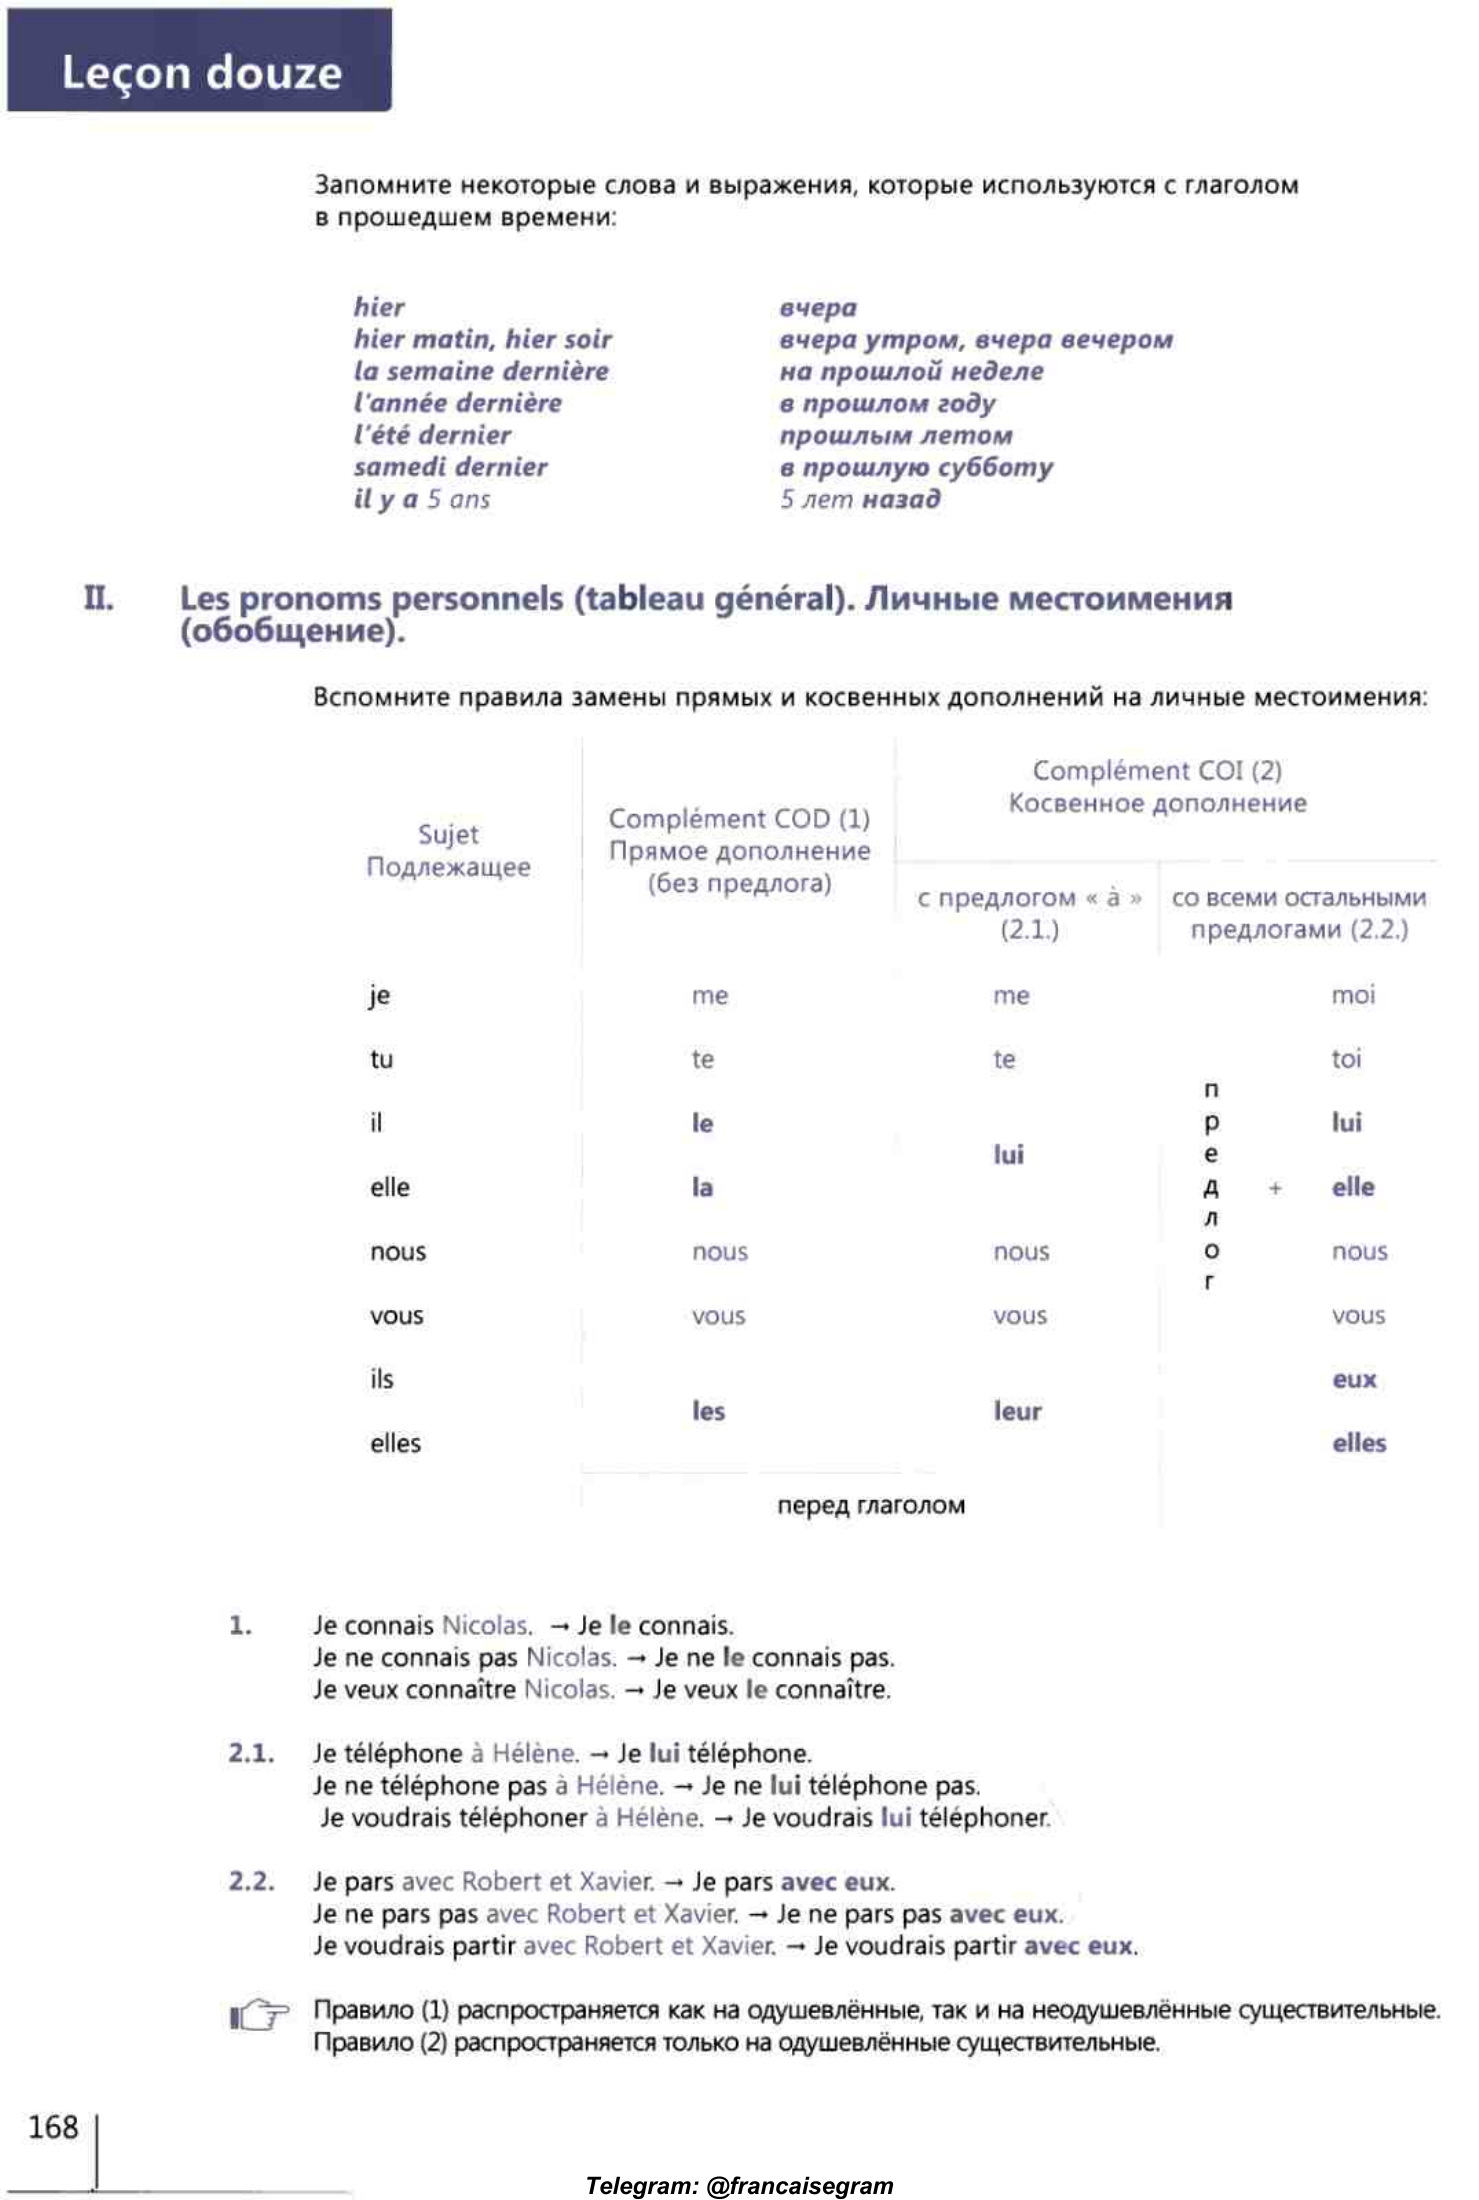 Leçon douze
Запомните некоторые слова и выражения, которые используются с глаголом
в прошедшем времени:
hier вчера
hier matin, hier soir вчера утром, вчера вечером
la semaine dernière на прошлой неделе
l'année dernière в прошлом году
l'été dernier прошлым летом
samedi dernier в прошлую субботу
il y a 5 ans 5 лет назад
II. Les pronoms personnels (tableau général). Личные местоимения
(обобщение).
Вспомните правила замены прямых и косвенных дополнений на личные местоимения:
Sujet
Подлежащее
Complément COD (1)
Прямое дополнение
(без предлога)
Complément COI (2)
Косвенное дополнение
с предлогом « à »
(2.1.)
со всеми остальными
предлогами (2.2.)
je me me moi
tu te te toi
il le lui
lui
elle la elle
предлог +
nous nous nous nous
vous vous vous vous
ils eux
les leur
elles elles
перед глаголом
1. Je connais Nicolas. → Je le connais.
Je ne connais pas Nicolas. → Je ne le connais pas.
Je veux connaître Nicolas. → Je veux le connaître.
2.1. Je téléphone à Hélène. → Je lui téléphone.
Je ne téléphone pas à Hélène. → Je ne lui téléphone pas.
Je voudrais téléphoner à Hélène. → Je voudrais lui téléphoner.
2.2. Je pars avec Robert et Xavier. → Je pars avec eux.
Je ne pars pas avec Robert et Xavier. → Je ne pars pas avec eux.
Je voudrais partir avec Robert et Xavier. → Je voudrais partir avec eux.
Правило (1) распространяется как на одушевлённые, так и на неодушевлённые существительные.
Правило (2) распространяется только на одушевлённые существительные.
168
Telegram: @francaisegram